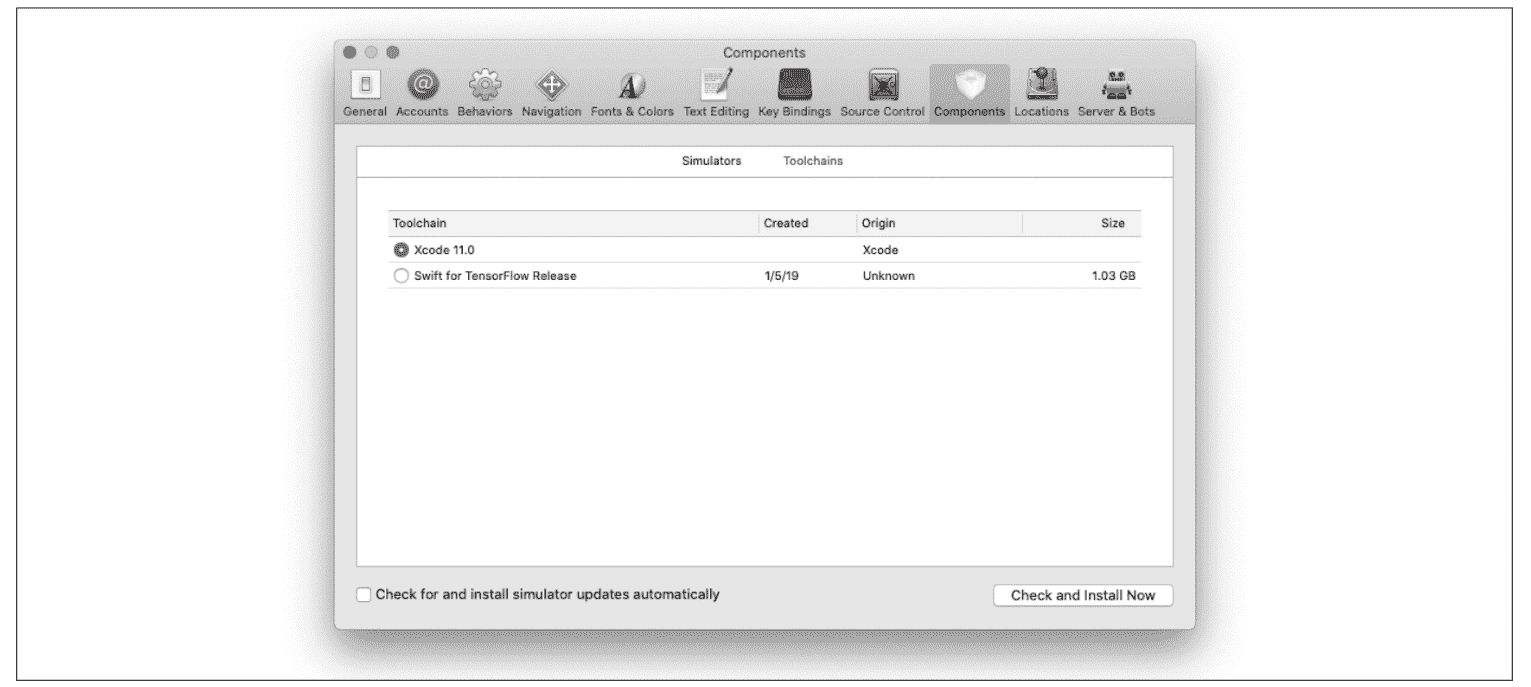 Components
General Accounts Behaviors Navigation Fonts & Colors Text Editing Key Bindings Source Control Components Locations Server & Bots
Simulators Toolchains
Toolchain Created Origin Size
Xcode 11.0 Xcode
Swift for TensorFlow Release 1/5/19 Unknown 1.03 GB
Check for and install simulator updates automatically Check and Install Now